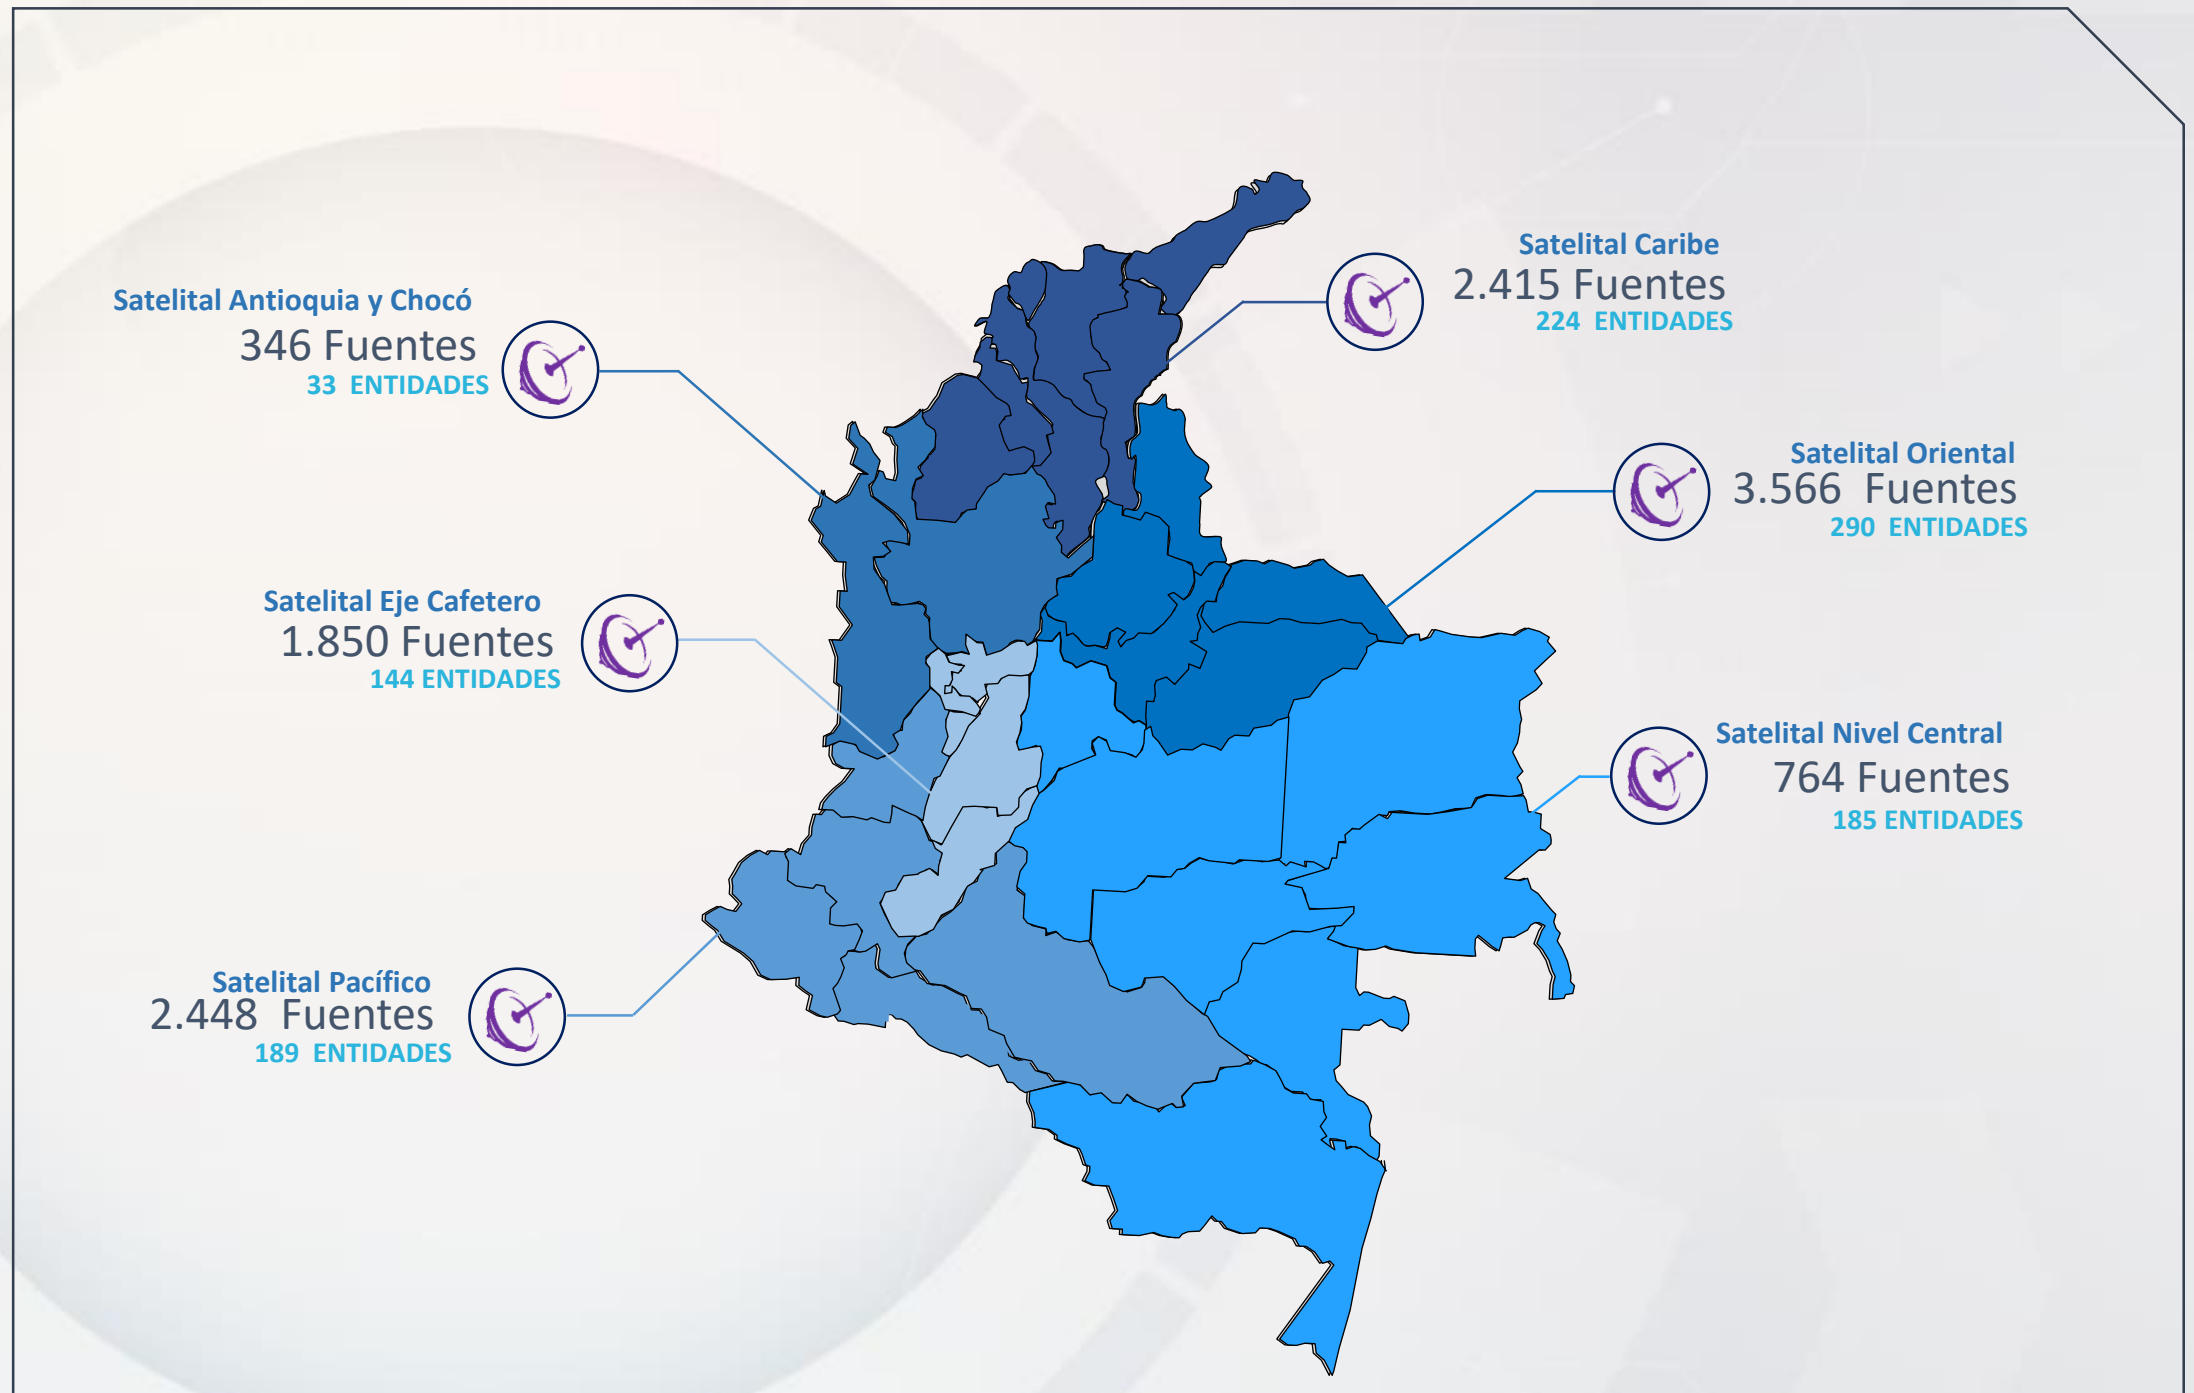 Satelital Caribe
2.415 Fuentes
224 ENTIDADES
Satelital Antioquia y Chocó
346 Fuentes
33 ENTIDADES
Satelital Oriental
3.566 Fuentes
290 ENTIDADES
Satelital Eje Cafetero
1.850 Fuentes
144 ENTIDADES
Satelital Nivel Central
764 Fuentes
185 ENTIDADES
Satelital Pacífico
2.448 Fuentes
189 ENTIDADES